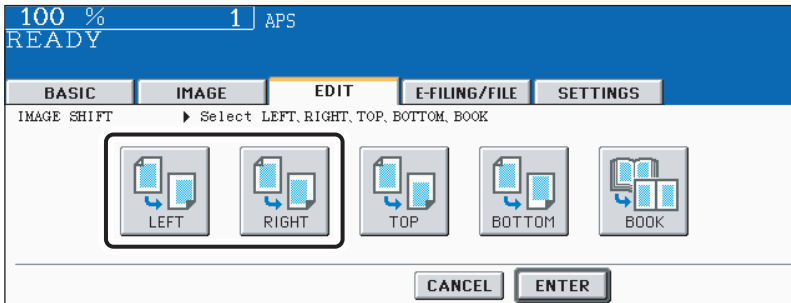 100 % 1 APS
READY
BASIC IMAGE EDIT E-FILING/FILE SETTINGS
IMAGE SHIFT ▶ Select LEFT, RIGHT, TOP, BOTTOM, BOOK
LEFT RIGHT TOP BOTTOM BOOK
CANCEL ENTER